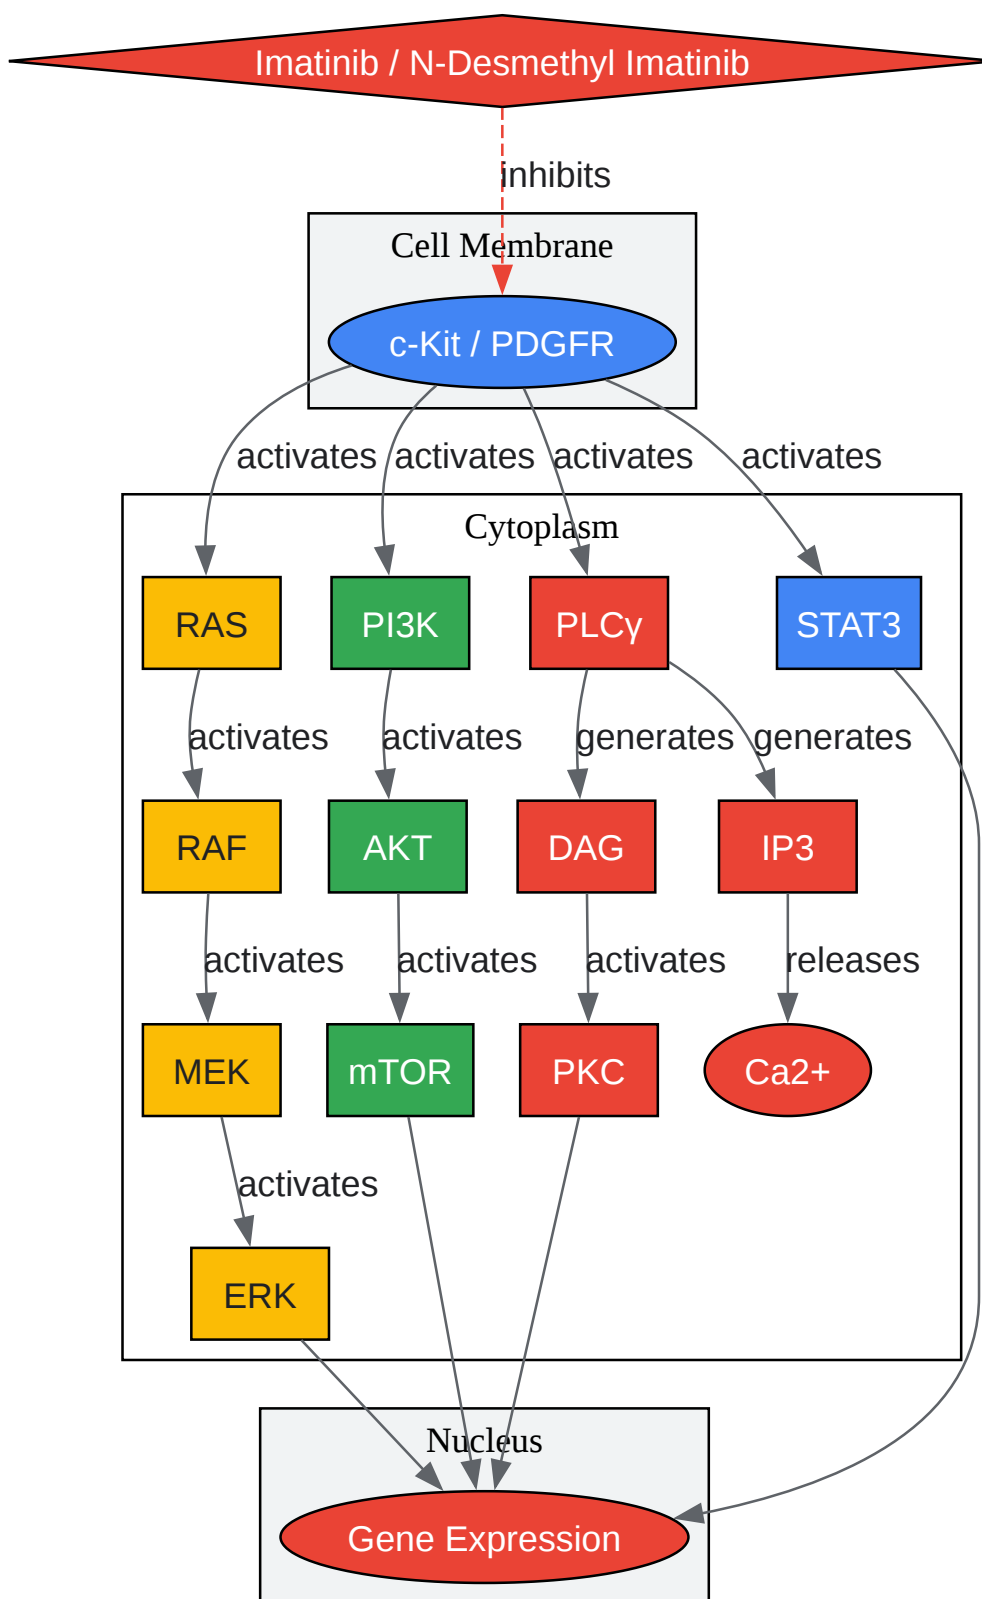 Imatinib / N-Desmethyl Imatinib
inhibits
Cell Membrane
c-Kit / PDGFR
activates
activates
activates
activates
Cytoplasm
RAS
PI3K
PLCγ
STAT3
activates
activates
generates
generates
RAF
AKT
DAG
IP3
activates
activates
activates
releases
MEK
mTOR
PKC
Ca2+
activates
ERK
Nucleus
Gene Expression